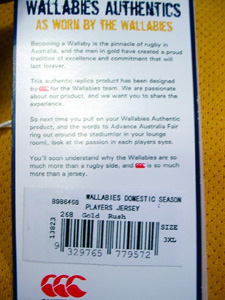 WALLABIES AUTHENTICS
AS WORN BY THE WALLABIES
Becoming a Wallaby is the pinnacle of rugby in
Australia, and the men in gold have created a proud
tradition of excellence and commitment that will
last forever.
This authentic replica product has been designed
by CCC for the Wallabies team. We are passionate
about our product, and we want you to share the
experience.
So next time you put on your Wallabies Authentic
product, and the words to Advance Australia Fair
ring out around the stadium(or in your lounge
room), look at the passion in each players
eyes.
You'll soon understand why the Wallabies are so
much more than a rugby side, and CCC is so much
more than a jersey.
B986468
WALLABIES DOMESTIC SEASON
PLAYERS JERSEY
268 Gold Rush
13823
SIZE
3XL
9 329765 779572